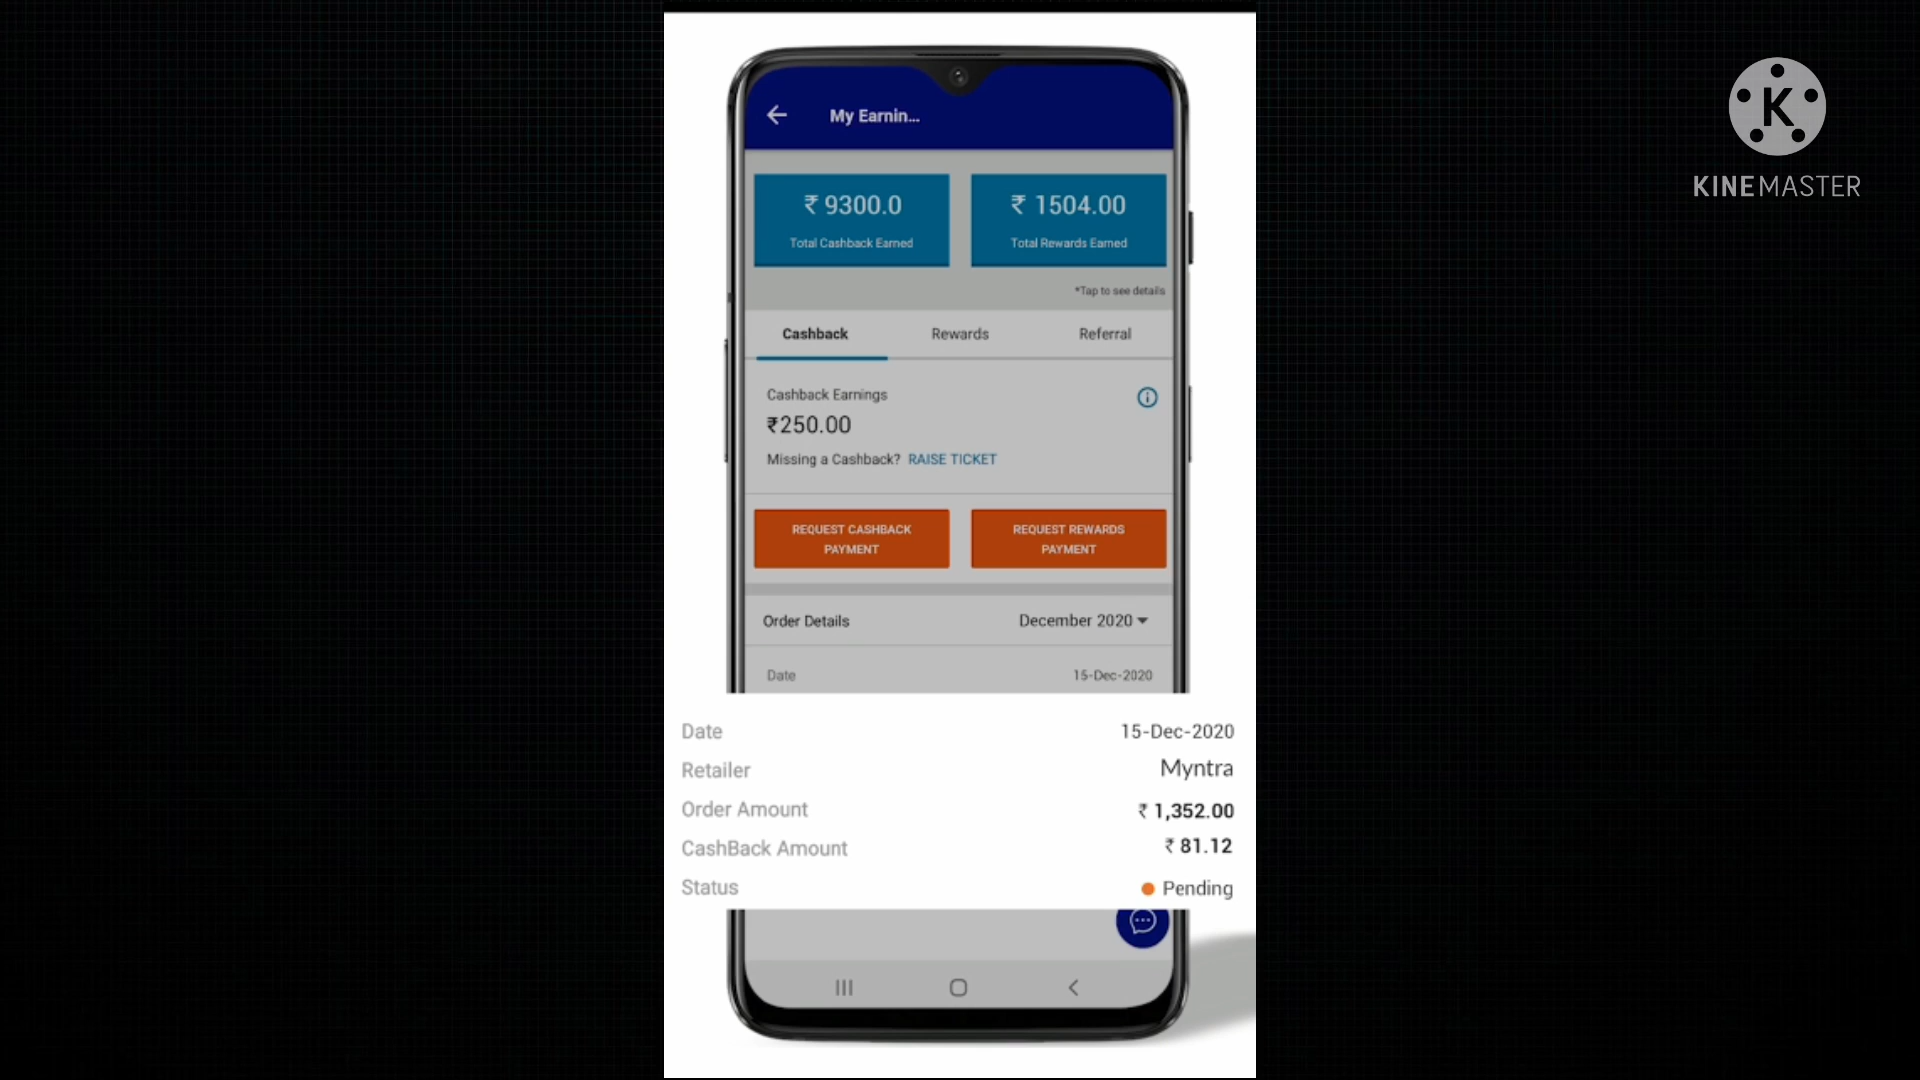 My Earnin...
₹ 9300.0
Total Cashback Earned
₹ 1504.00
Total Rewards Earned
*Tap to see details
Cashback
Rewards
Referral
Cashback Earnings
₹250.00
Missing a Cashback? RAISE TICKET
REQUEST CASHBACK
PAYMENT
REQUEST REWARDS
PAYMENT
Order Details
December 2020
Date 15-Dec-2020
Date 15-Dec-2020
Retailer Myntra
Order Amount ₹ 1,352.00
CashBack Amount ₹ 81.12
Status Pending
K
KINEMASTER